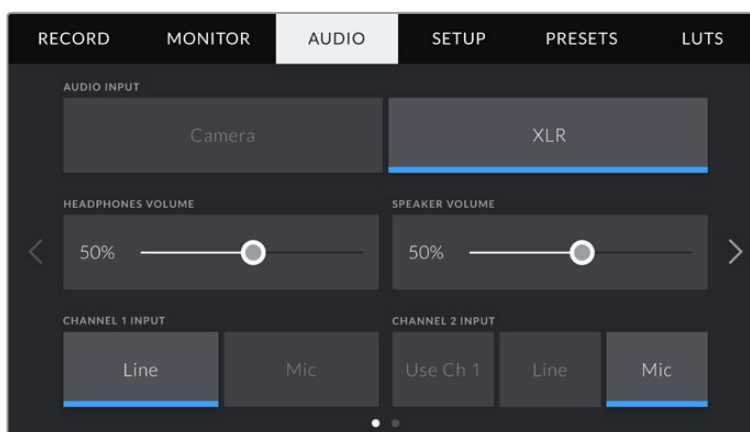 RECORD MONITOR AUDIO SETUP PRESETS LUTS
AUDIO INPUT
Camera XLR
HEADPHONES VOLUME SPEAKER VOLUME
50% 50%
CHANNEL 1 INPUT CHANNEL 2 INPUT
Line Mic Use Ch 1 Line Mic